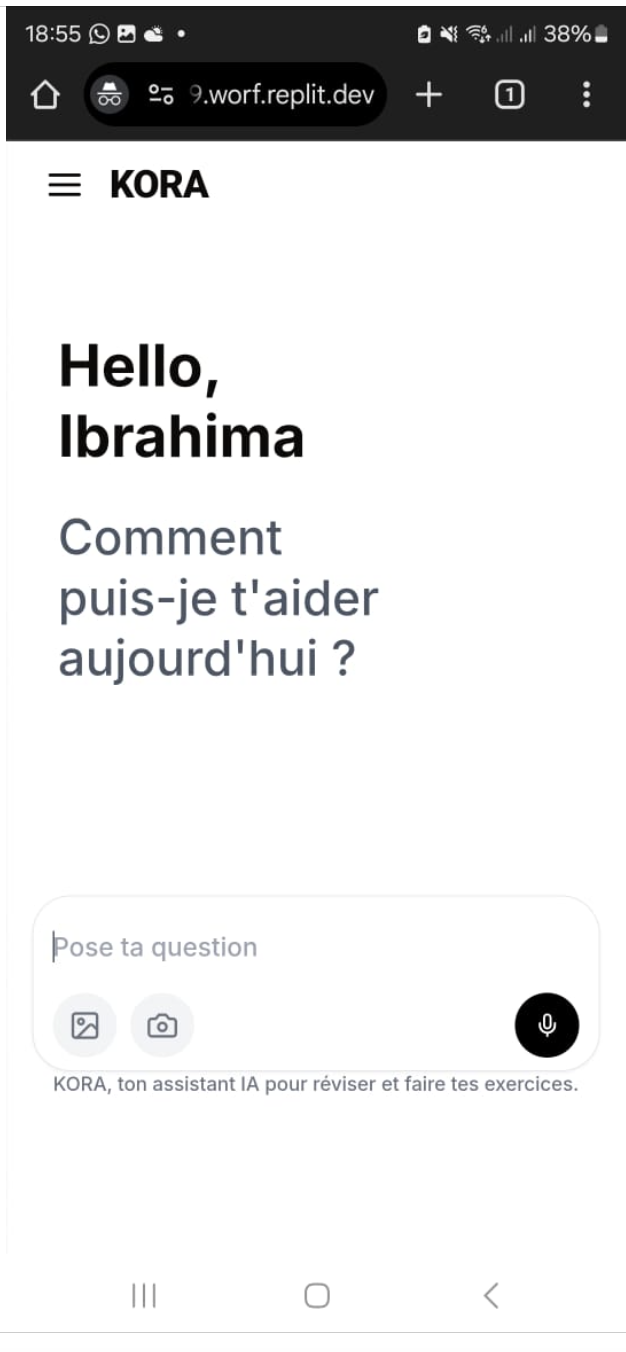 18:55
38%
9.worf.replit.dev
1
KORA
Hello,
Ibrahima
Comment
puis-je t'aider
aujourd'hui ?
Pose ta question
KORA, ton assistant IA pour réviser et faire tes exercices.